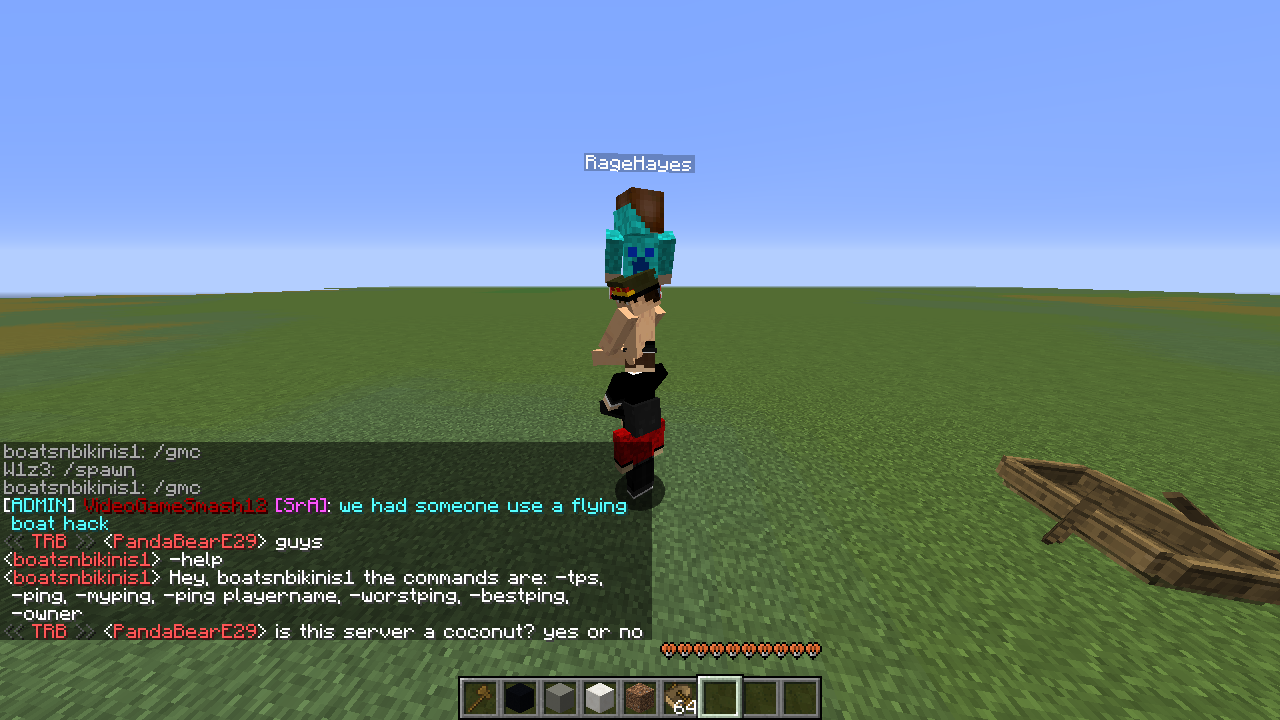 RageHayes
boatsnbikinis1: /gmc
W1z3: /spawn
boatsnbikinis1: /gmc
[ADMIN] VideoGameSmash12 [SrA]: we had someone use a flying
boat hack
« TRB » <PandaBearE29> guys
<boatsnbikinis1> -help
<boatsnbikinis1> Hey, boatsnbikinis1 the commands are: -tps,
-ping, -myping, -ping playername, -worstping, -bestping,
-owner
« TRB » <PandaBearE29> is this server a coconut? yes or no
64